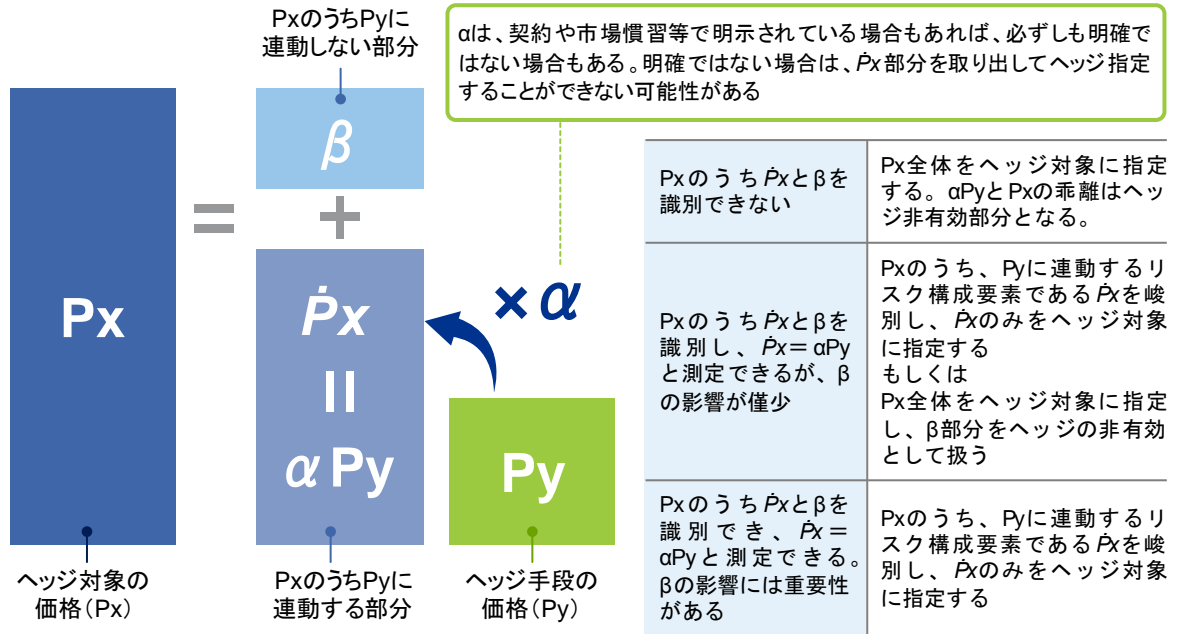 PxのうちPyに
連動しない部分
αは、契約や市場慣習等で明示されている場合もあれば、必ずしも明確で
はない場合もある。明確ではない場合は、Ṗx部分を取り出してヘッジ指定
することができない可能性がある
Px
=
β
+
Ṗx
=
α Py
× α
Py
ヘッジ対象の
価格(Px)
PxのうちPyに
連動する部分
ヘッジ手段の
価格(Py)
PxのうちṖxとβを
識別できない
Px全体をヘッジ対象に指定
する。αPyとPxの乖離はヘッ
ジ非有効部分となる。
PxのうちṖxとβを
識別し、Ṗx=αPy
と測定できるが、β
の影響が僅少
Pxのうち、Pyに連動するリ
スク構成要素であるṖxを峻
別し、Ṗxのみをヘッジ対象
に指定する
もしくは
Px全体をヘッジ対象に指定
し、β部分をヘッジの非有効
として扱う
PxのうちṖxとβを
識別でき、Ṗx=
αPyと測定できる。
βの影響には重要性
がある
Pxのうち、Pyに連動するリ
スク構成要素であるṖxを峻
別し、Ṗxのみをヘッジ対象
に指定する